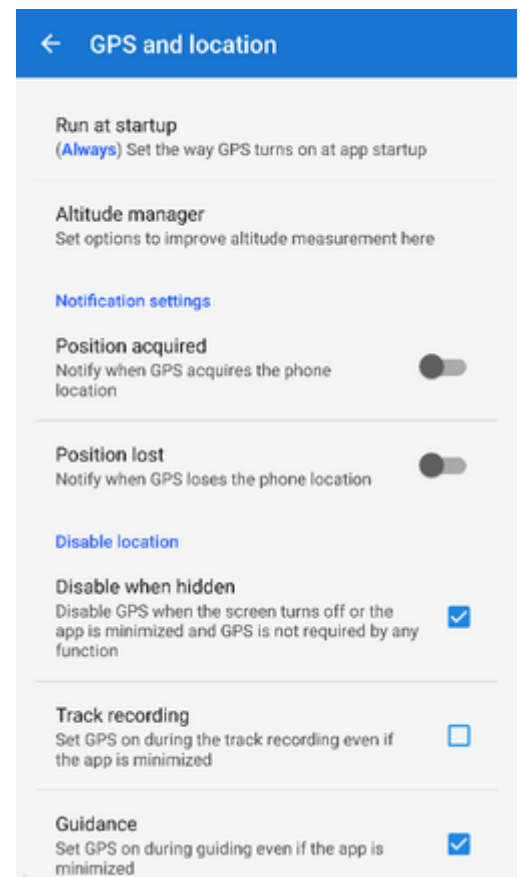 GPS and location
Run at startup
(Always) Set the way GPS turns on at app startup
Altitude manager
Set options to improve altitude measurement here
Notification settings
Position acquired
Notify when GPS acquires the phone
location
Position lost
Notify when GPS loses the phone location
Disable location
Disable when hidden
Disable GPS when the screen turns off or the
app is minimized and GPS is not required by any
function
Track recording
Set GPS on during the track recording even if
the app is minimized
Guidance
Set GPS on during guiding even if the app is
minimized